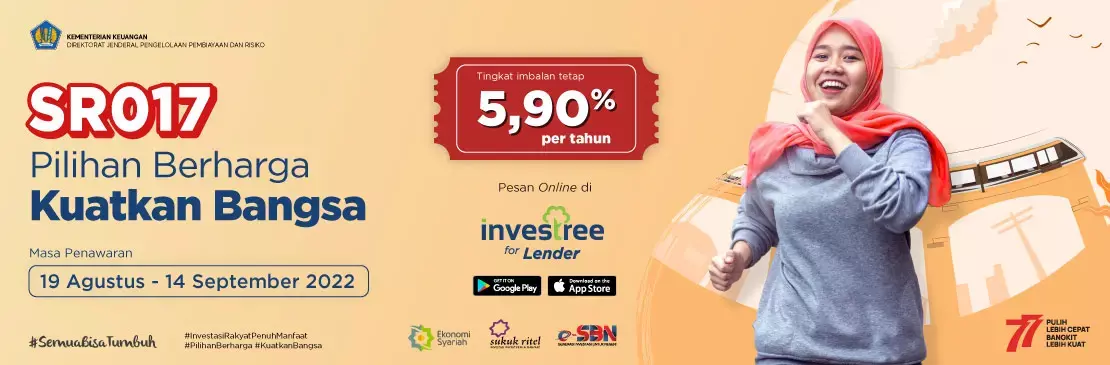 KEMENTERIAN KEUANGAN
DIREKTORAT JENDERAL PENGELOLAAN PEMBIAYAAN DAN RISIKO
SR017
Pilihan Berharga
Kuatkan Bangsa
Masa Penawaran
19 Agustus - 14 September 2022
#SemuaBisaTumbuh
#InvestasiRakyatPenuhManfaat
#PilihanBerharga #KuatkanBangsa
Tingkat imbalan tetap
5,90%
per tahun
Pesan Online di
investree
for Lender
GET IT ON
Google Play
Download on the
App Store
Ekonomi
Syariah
sukuk ritel
e-SBN
77
PULIH
LEBIH CEPAT
BANGKIT
LEBIH KUAT